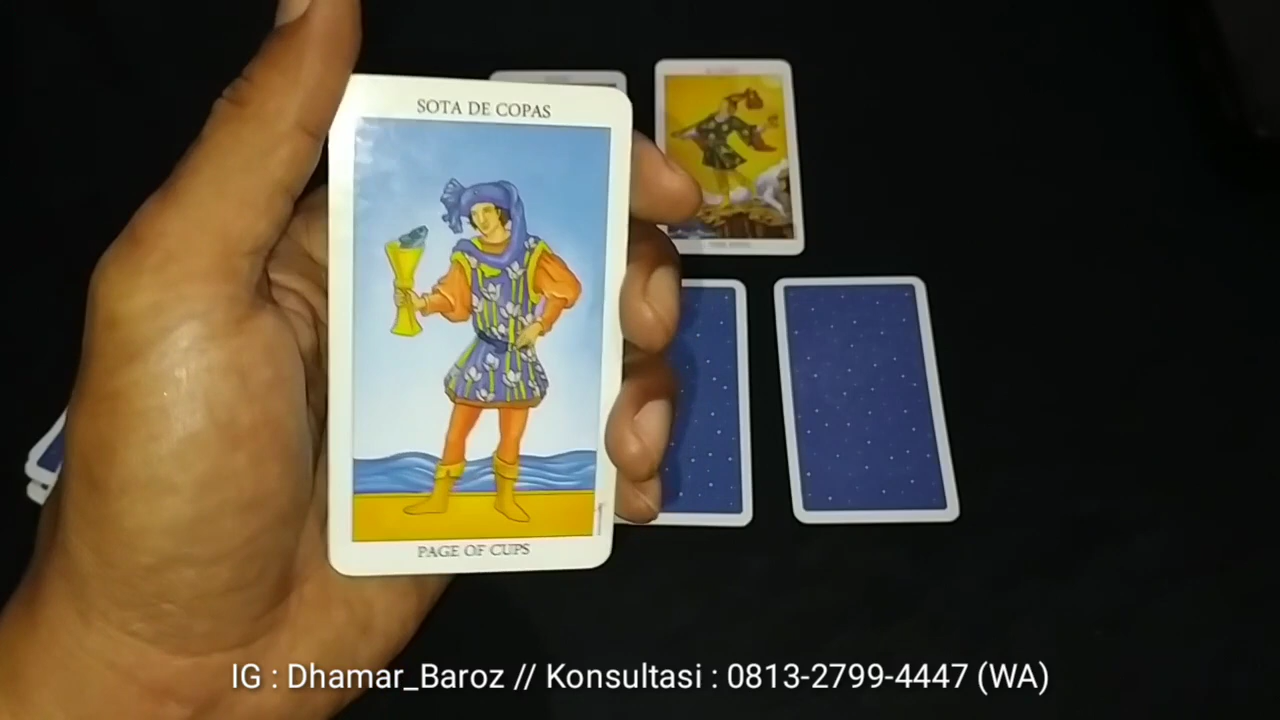 SOTA DE COPAS
PAGE OF CUPS
IG : Dhamar_Baroz // Konsultasi : 0813-2799-4447 (WA)